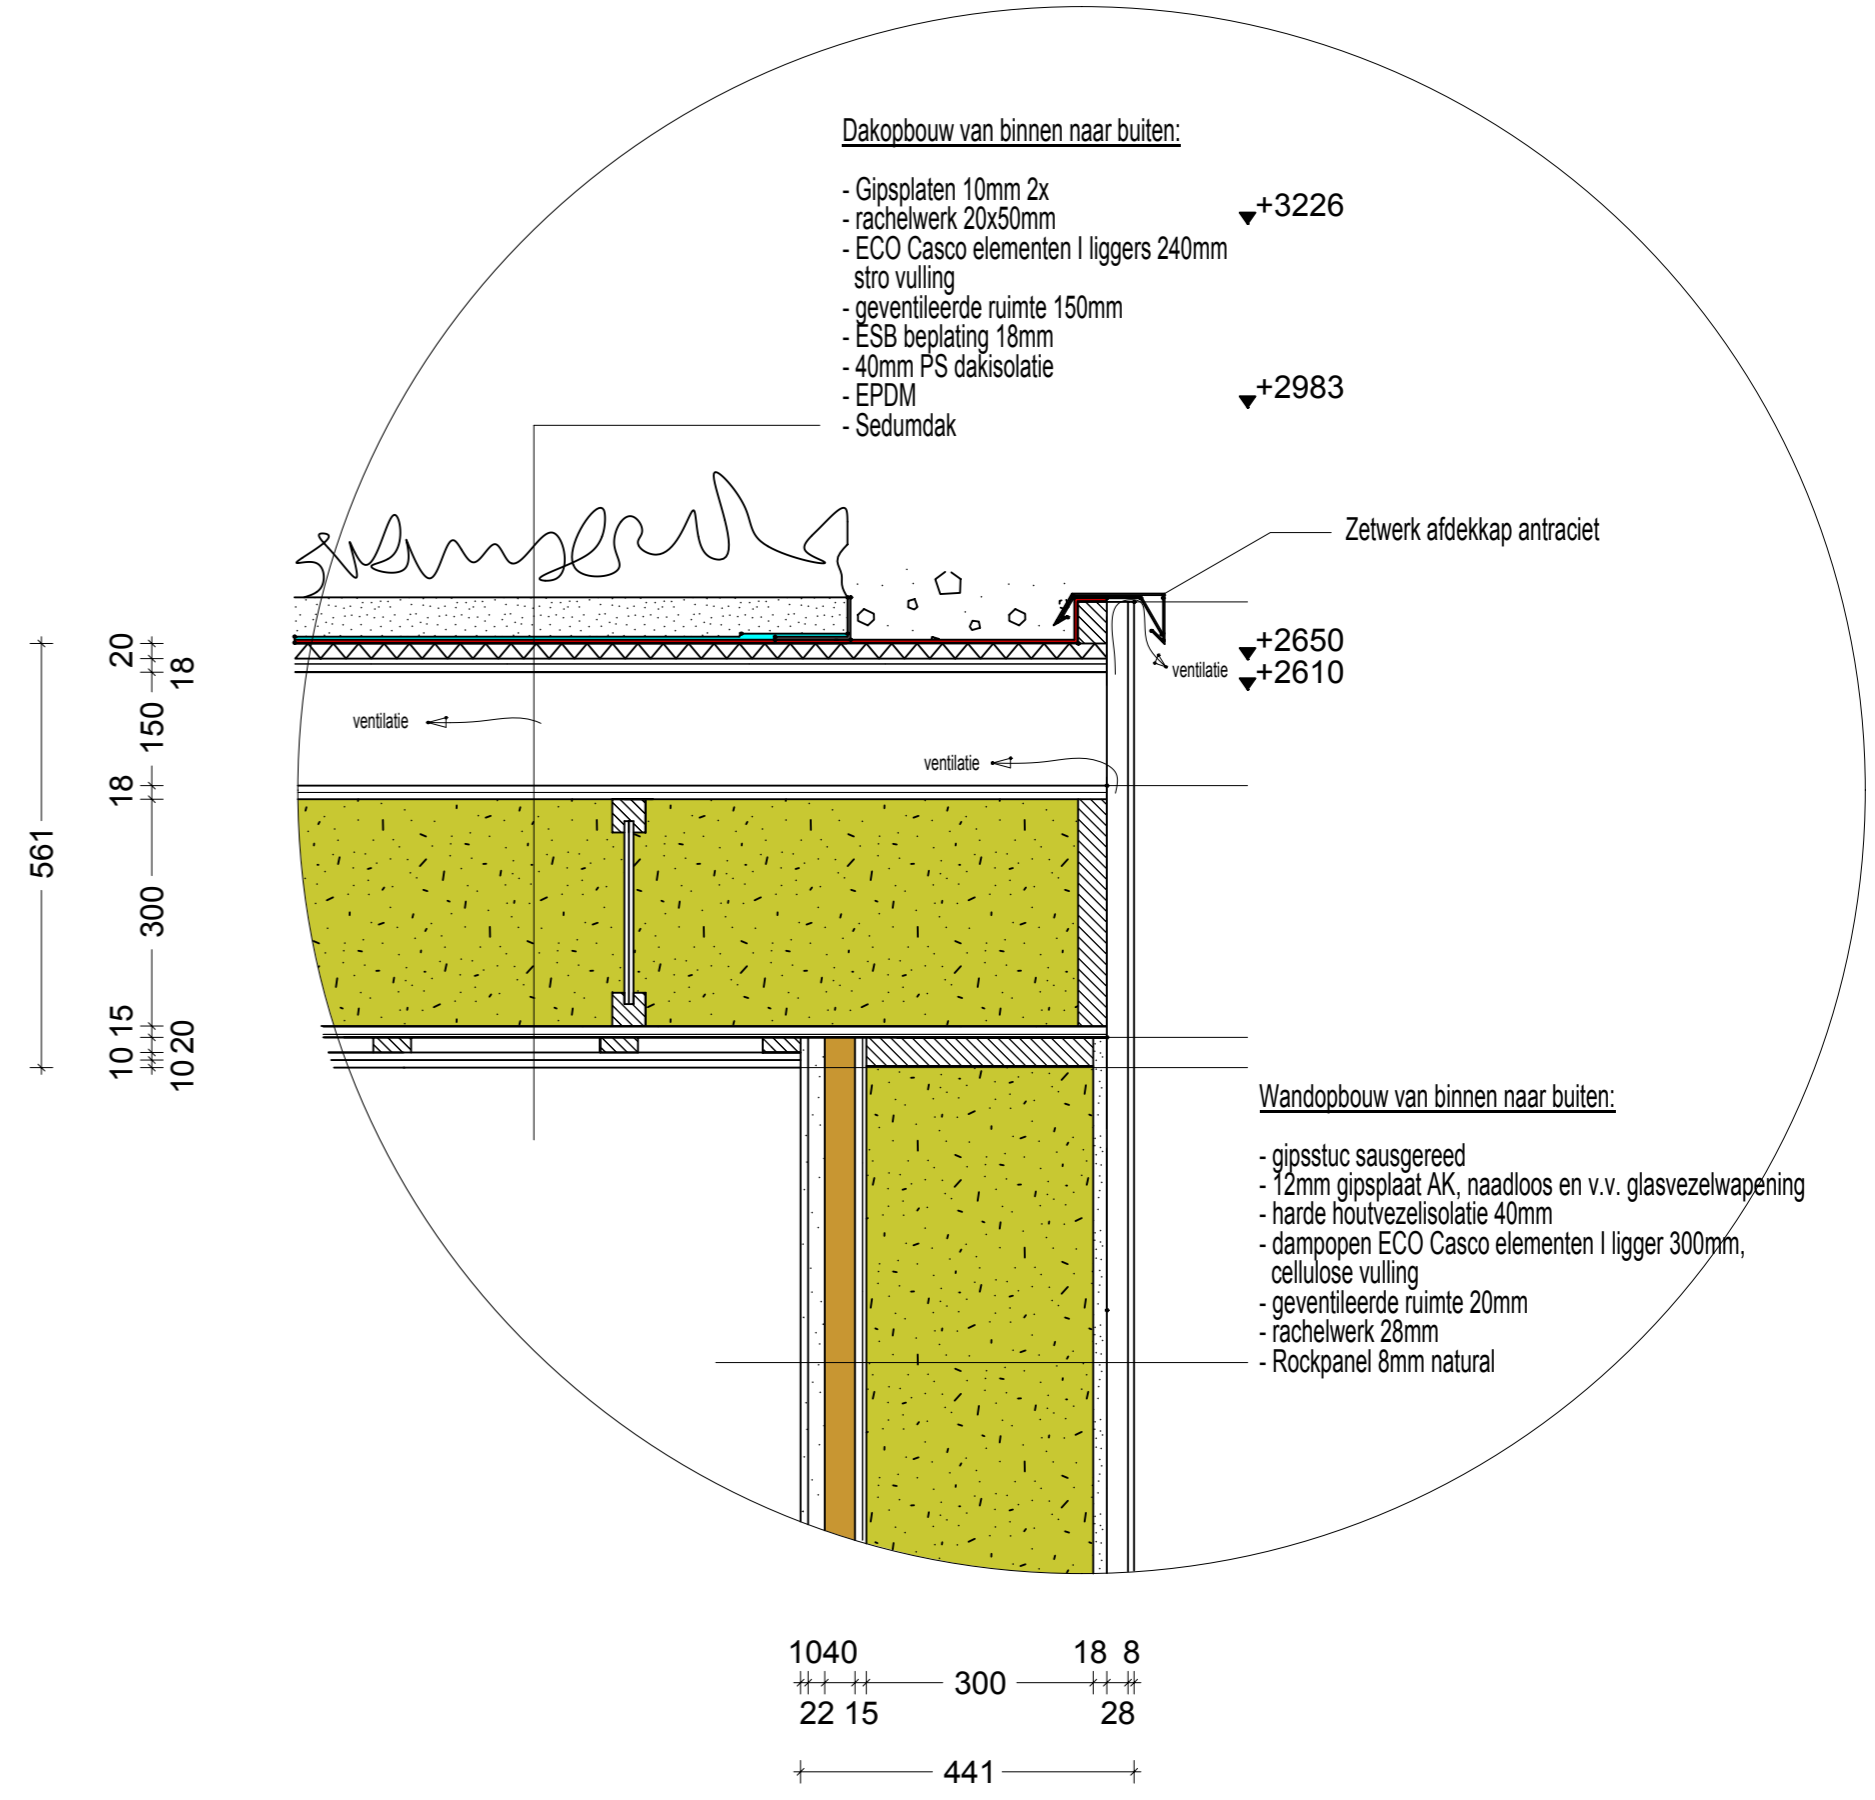 Dakopbouw van binnen naar buiten:
- Gipsplaten 10mm 2x
- rachelwerk 20x50mm
- ECO Casco elementen I liggers 240mm
stro vulling
- geventileerde ruimte 150mm
- ESB beplating 18mm
- 40mm PS dakisolatie
- EPDM
- Sedumdak
+3226
+2983
Zetwerk afdekkap antraciet
+2650
+2610
ventilatie
ventilatie
ventilatie
20
18
150
18
561
300
15
20
10
10
Wandopbouw van binnen naar buiten:
- gipsstuc sausgereed
- 12mm gipsplaat AK, naadloos en v.v. glasvezelwapening
- harde houtvezelisolatie 40mm
- dampopen ECO Casco elementen I ligger 300mm,
cellulose vulling
- geventileerde ruimte 20mm
- rachelwerk 28mm
- Rockpanel 8mm natural
10 40 18 8
300
22 15 28
441